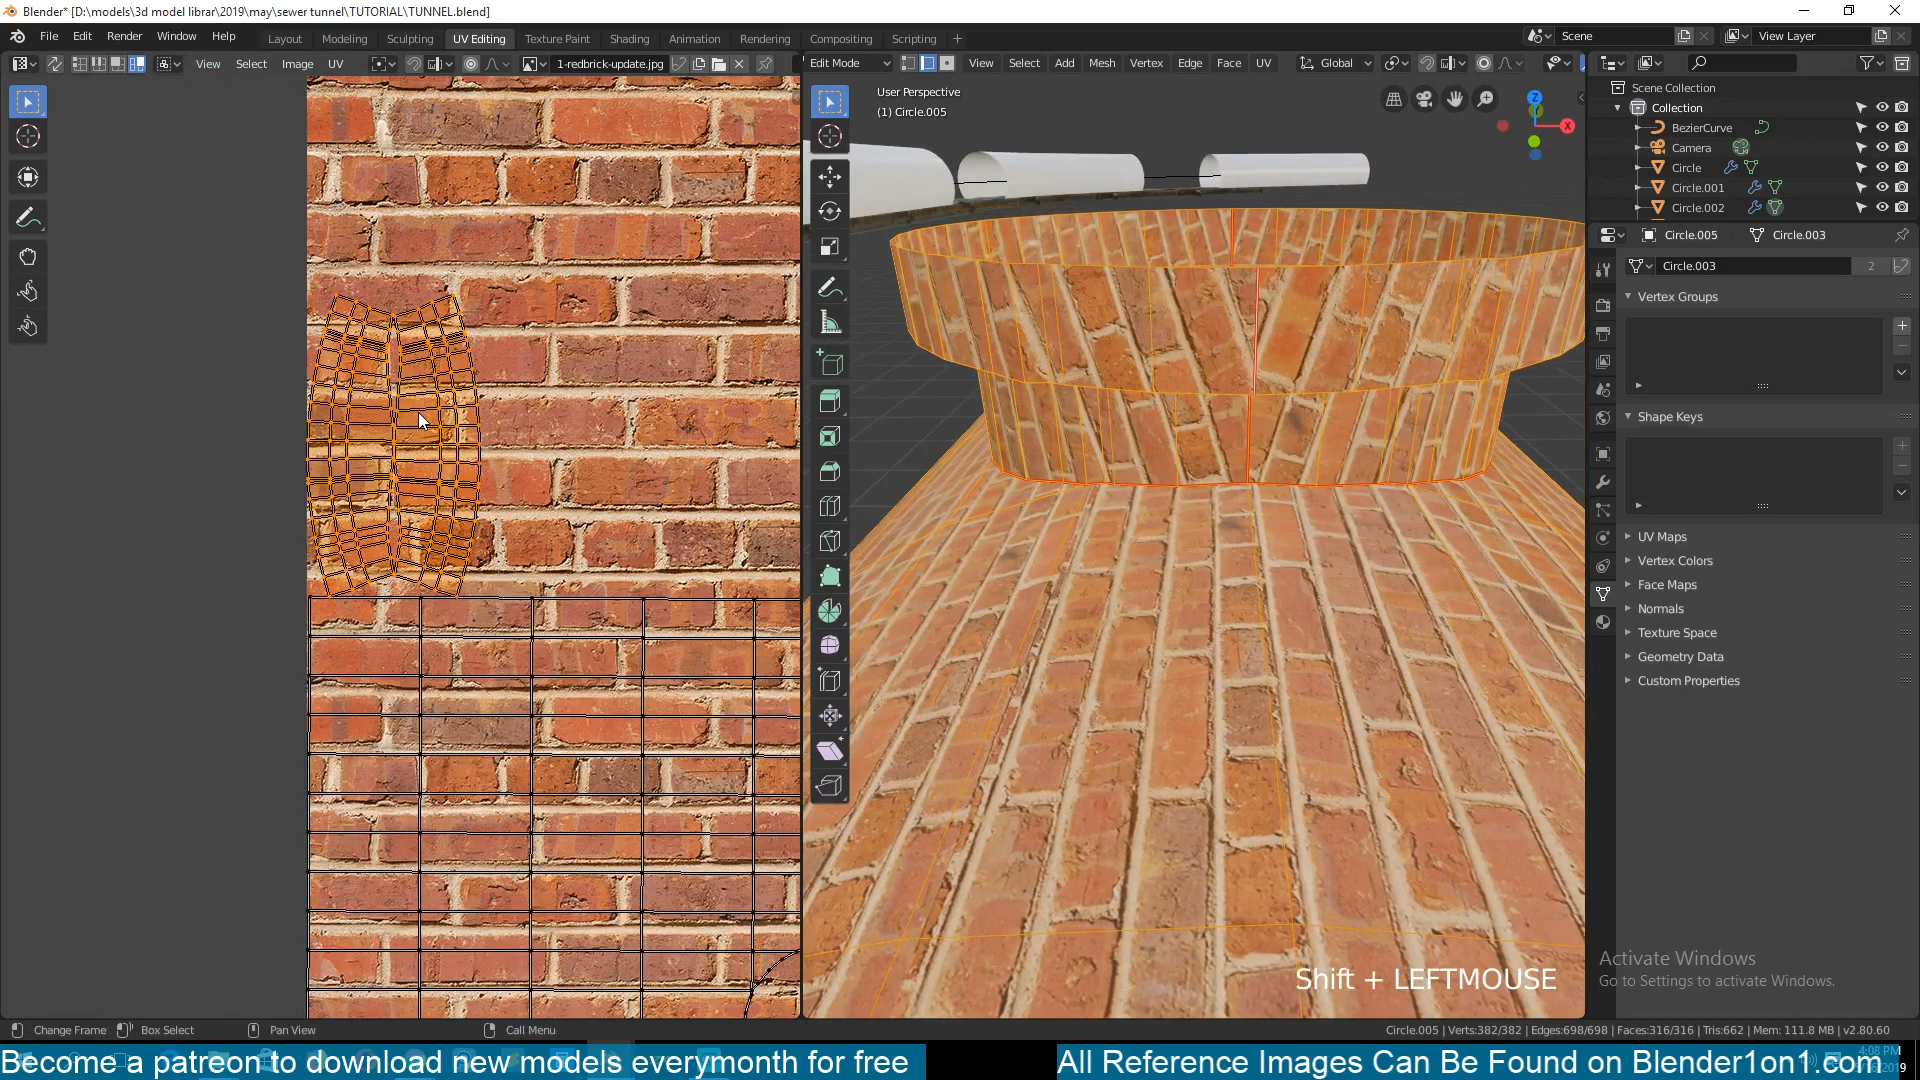 Blender* [D:\models\3d model librar\2019\may\sewer tunnel\TUTORIAL\TUNNEL.blend]
File Edit Render Window Help
Layout Modeling Sculpting UV Editing Texture Paint Shading Animation Rendering Compositing Scripting +
Scene
View Layer
View Select Image UV
1-redbrick-update.jpg
Edit Mode
View Select Add Mesh Vertex Edge Face UV
Global
User Perspective
(1) Circle.005
Z
X
Scene Collection
Collection
BezierCurve
Camera
Circle
Circle.001
Circle.002
Circle.005
Circle.003
Circle.003
2
Vertex Groups
Shape Keys
UV Maps
Vertex Colors
Face Maps
Normals
Texture Space
Geometry Data
Custom Properties
Shift + LEFTMOUSE
Activate Windows
Go to Settings to activate Windows.
Change Frame
Box Select
Pan View
Call Menu
Circle.005 | Verts:382/382 | Edges:698/698 | Faces:316/316 | Tris:662 | Mem: 111.8 MB | v2.80.60
Become a patreon to download new models everymonth for free
All Reference Images Can Be Found on Blender1on1.com
4:08 PM